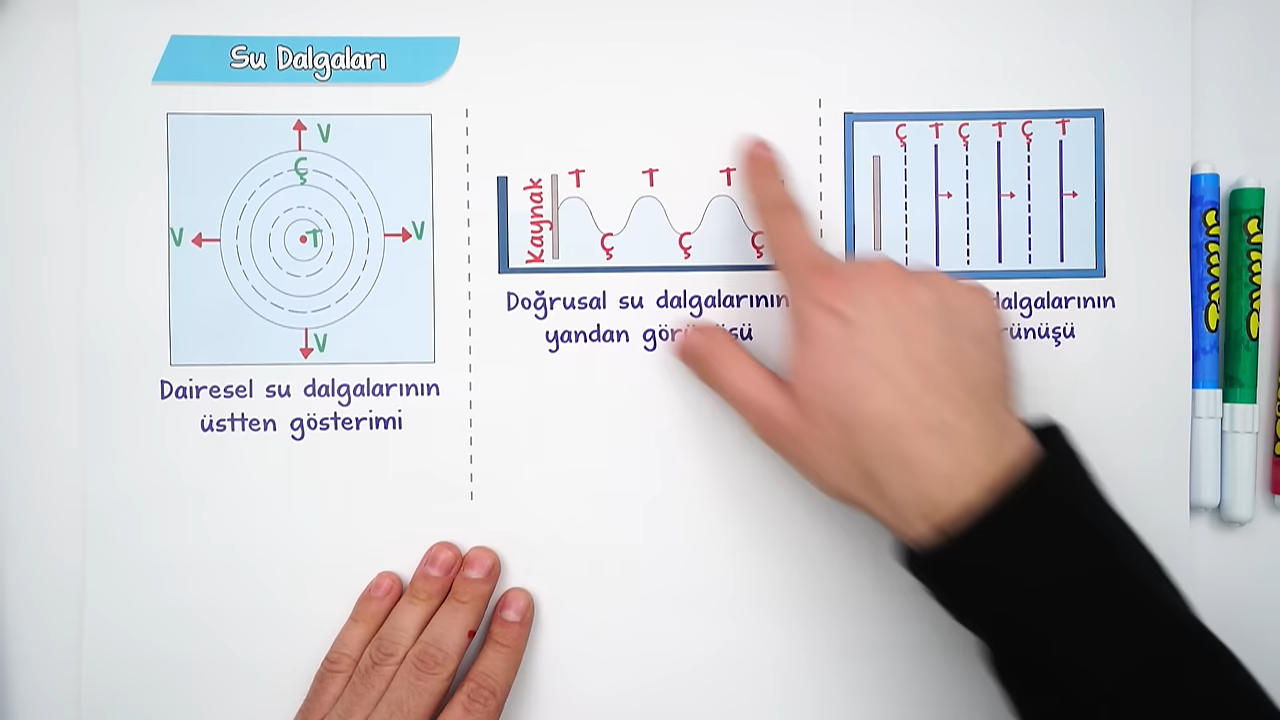 Su Dalgaları
V
Ç
V
T
V
V
Dairesel su dalgalarının
üstten gösterimi
Kaynak
T T T
Ç Ç Ç
Doğrusal su dalgalarının
yandan
Ç T Ç T Ç T
dalgalarının